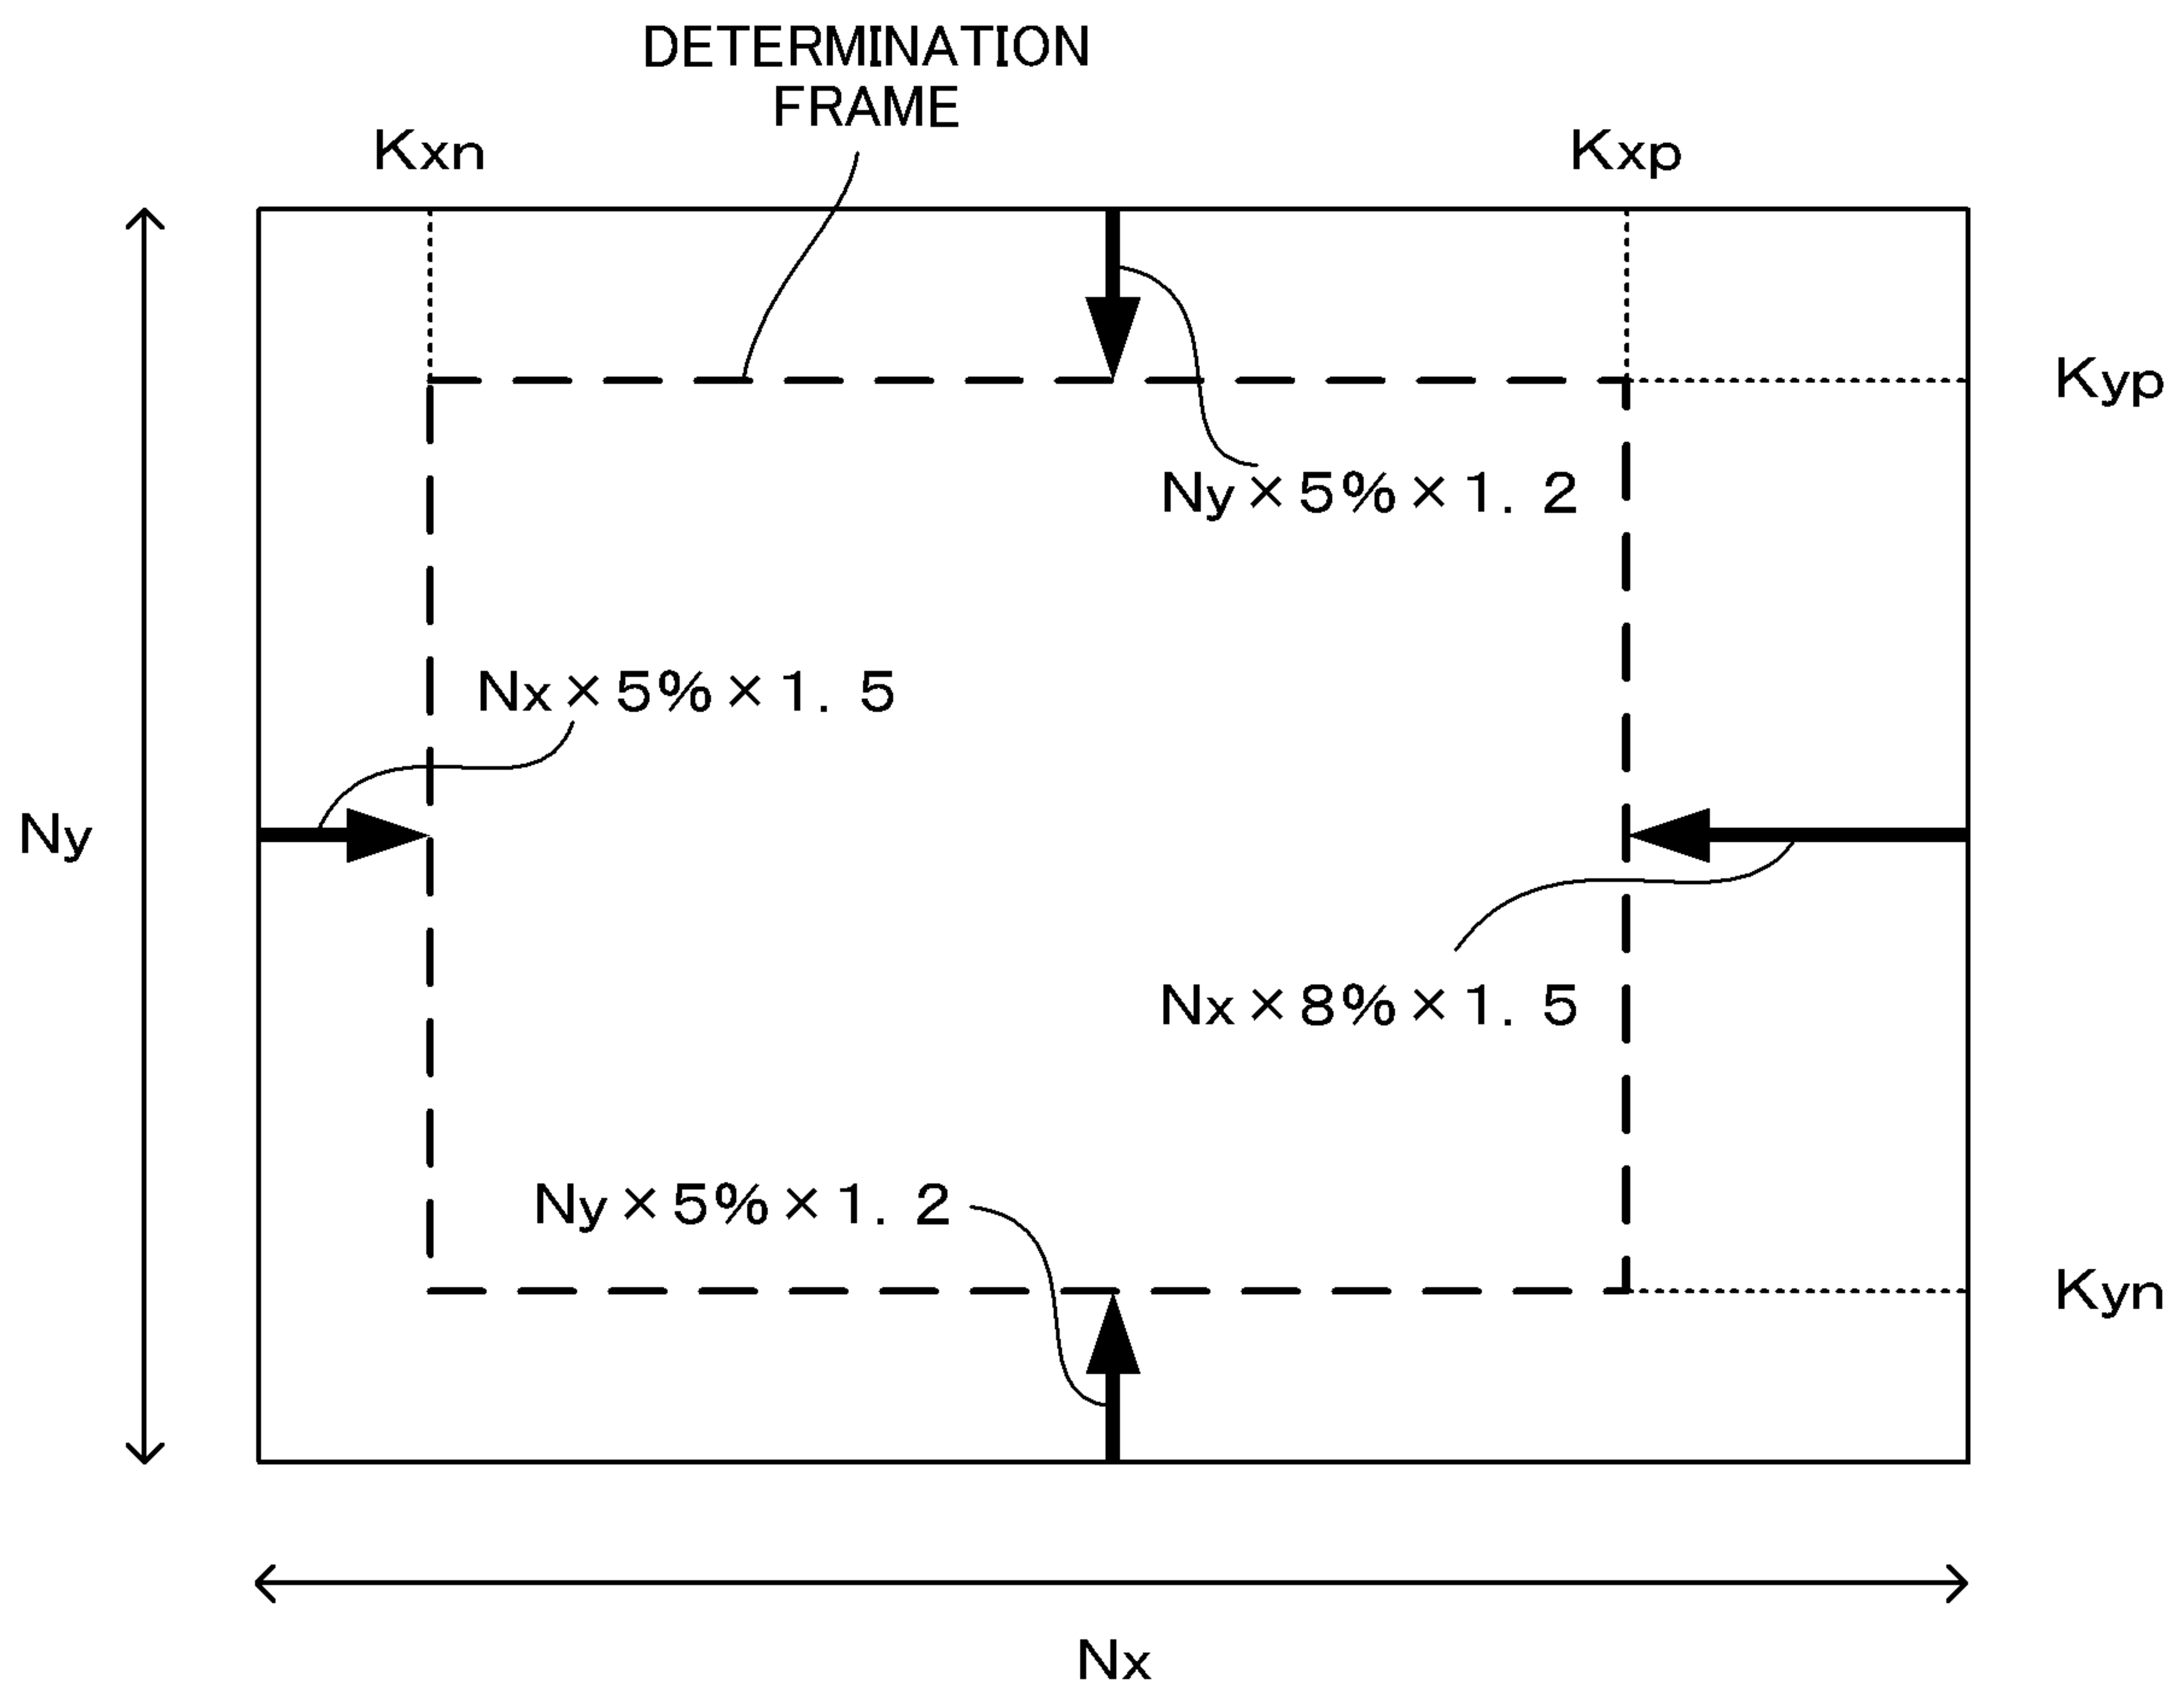 DETERMINATION
FRAME
Kxn
Kxp
Kyp
Ny×5%×1. 2
Nx×5%×1. 5
Ny
Nx×8%×1. 5
Ny×5%×1. 2
Kyn
Nx